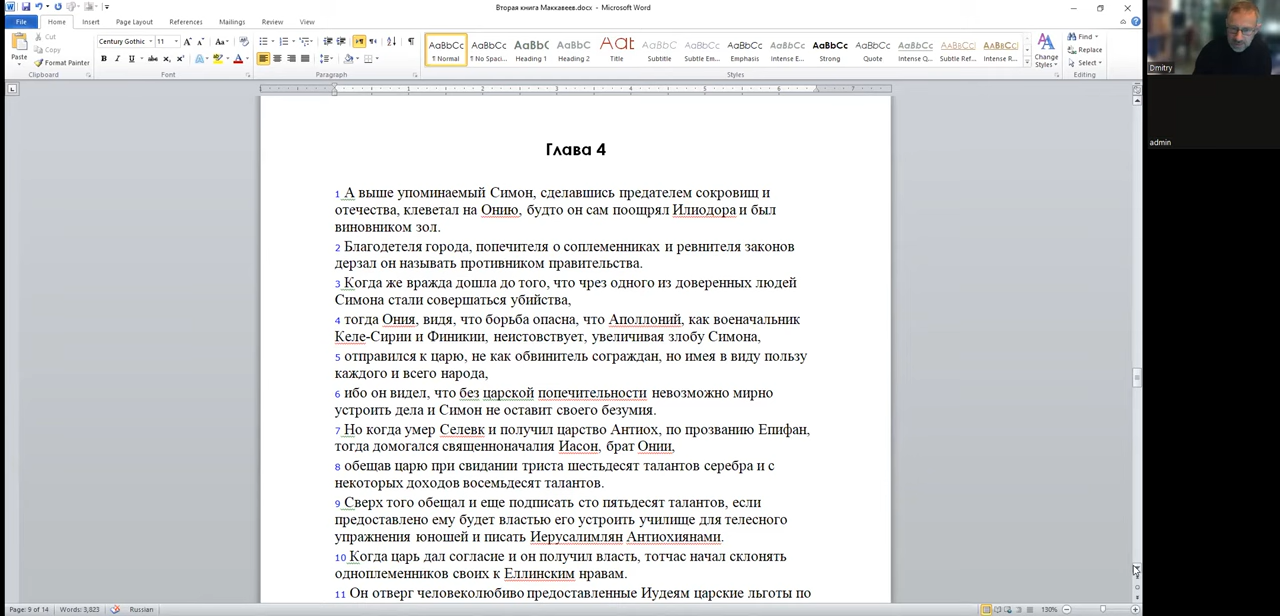 Вторая книга Маккавеев.docx - Microsoft Word
File Home Insert Page Layout References Mailings Review View
Cut
Copy
Format Painter
Paste
Century Gothic 11
AaBbCc AaBbCc AaBbC AaBbCc Aat AaBbCc AaBbCc AaBbCc AaBbCc AaBbCc AaBbCc AaBbCc AaBbCc AaBbCc
¶ Normal ¶ No Spaci... Heading 1 Heading 2 Title Subtitle Subtle Em... Emphasis Intense E... Strong Quote Intense Q... Subtle Ref... Intense R...
Change
Styles
Find
Replace
Select
Clipboard Font Paragraph Styles Editing
Dmitry
admin
Глава 4
1 А выше упоминаемый Симон, сделавшись предателем сокровищ и
отечества, клеветал на Онию, будто он сам поощрял Илиодора и был
виновником зол.
2 Благодетеля города, попечителя о соплеменниках и ревнителя законов
дерзал он называть противником правительства.
3 Когда же вражда дошла до того, что чрез одного из доверенных людей
Симона стали совершаться убийства,
4 тогда Ония, видя, что борьба опасна, что Аполлоний, как военачальник
Келе-Сирии и Финикии, неистовствует, увеличивая злобу Симона,
5 отправился к царю, не как обвинитель сограждан, но имея в виду пользу
каждого и всего народа,
6 ибо он видел, что без царской попечительности невозможно мирно
устроить дела и Симон не оставит своего безумия.
7 Но когда умер Селевк и получил царство Антиох, по прозванию Епифан,
тогда домогался священноначалия Иасон, брат Онии,
8 обещав царю при свидании триста шестьдесят талантов серебра и с
некоторых доходов восемьдесят талантов.
9 Сверх того обещал и еще подписать сто пятьдесят талантов, если
предоставлено ему будет властью его устроить училище для телесного
упражнения юношей и писать Иерусалимлян Антиохиянами.
10 Когда царь дал согласие и он получил власть, тотчас начал склонять
одноплеменников своих к Еллинским нравам.
11 Он отверг человеколюбиво предоставленные Иудеям царские льготы по
Page: 9 of 14 Words: 3,823 Russian 130%